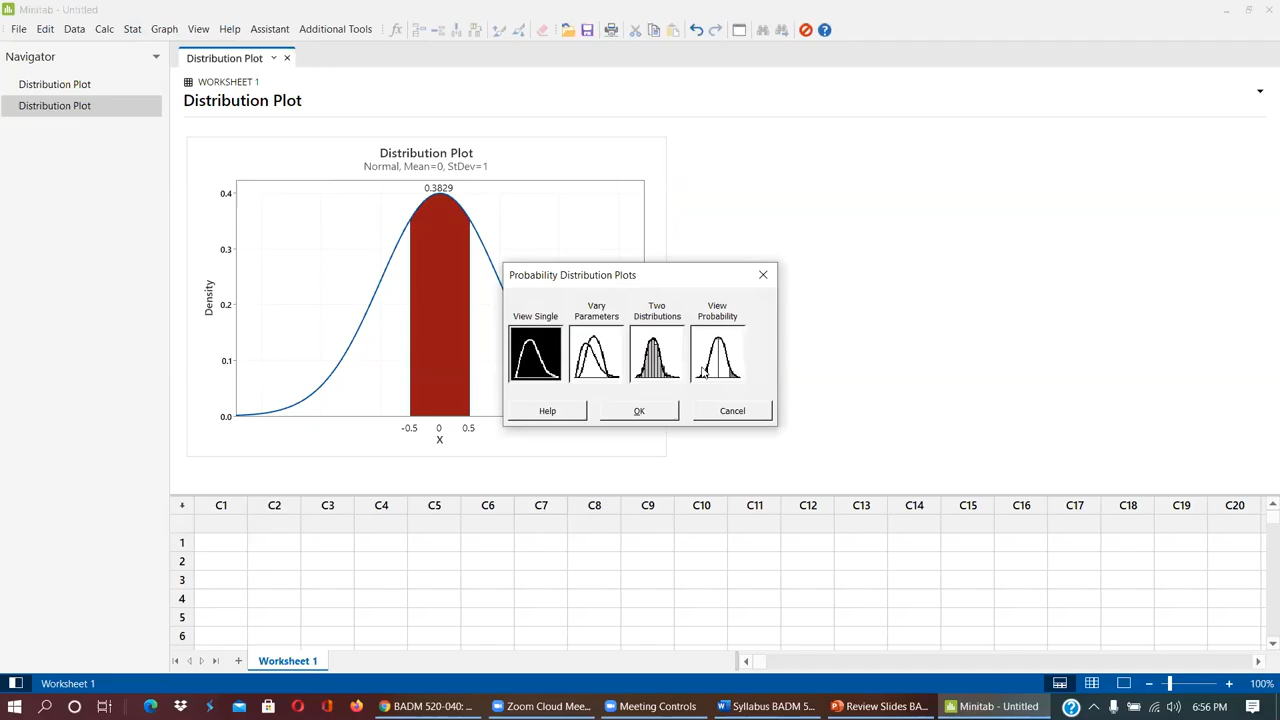 Minitab - Untitled
File Edit Data Calc Stat Graph View Help Assistant Additional Tools fx
Navigator
Distribution Plot
Distribution Plot
Distribution Plot
WORKSHEET 1
Distribution Plot
Distribution Plot
Normal, Mean=0, StDev=1
0.3829
0.4
0.3
0.2
0.1
0.0
Density
-0.5 0 0.5
X
Probability Distribution Plots
View Single
Vary Parameters
Two Distributions
View Probability
Help OK Cancel
C1 C2 C3 C4 C5 C6 C7 C8 C9 C10 C11 C12 C13 C14 C15 C16 C17 C18 C19 C20
1
2
3
4
5
6
Worksheet 1
Worksheet 1 100%
BADM 520-040: ... Zoom Cloud Mee... Meeting Controls Syllabus BADM 5... Review Slides BA... Minitab - Untitled 6:56 PM